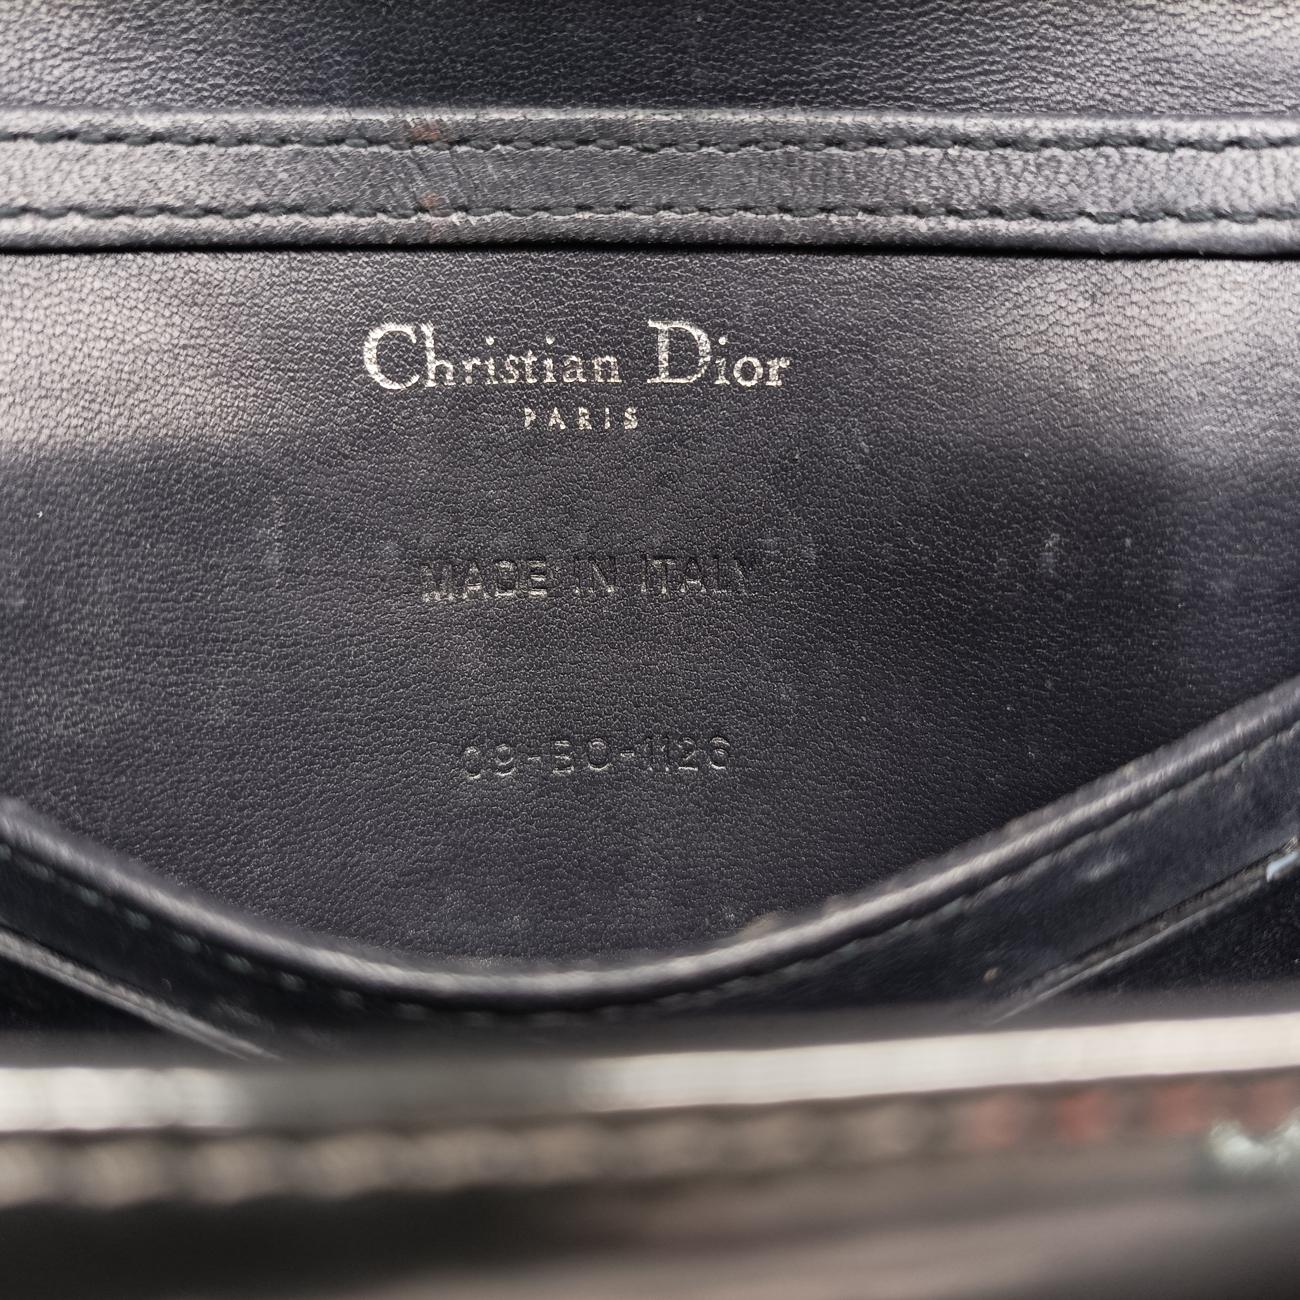 Christian Dior
PARIS
MADE IN ITALY
09-BO-1126